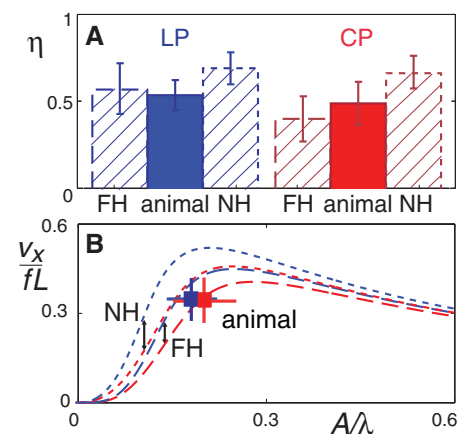 1
A
LP
CP
η
0.5
0
FH animal NH
FH animal NH
0.6
B
v_x
fL
0.3
NH
FH
animal
0
0
0.3
A/λ
0.6